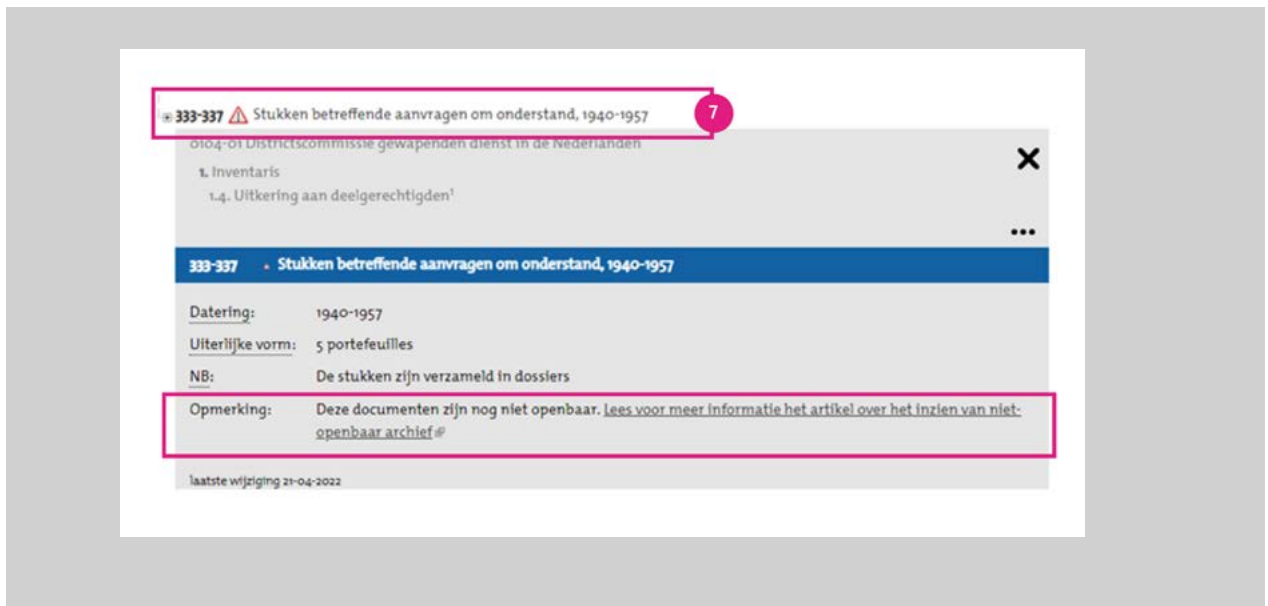 333-337 Stukken betreffende aanvragen om onderstand, 1940-1957
7
0104-01 Districtscommissie gewapenden dienst in de Nederlanden
1. Inventaris
1.4. Uitkering aan deelgerechtigden¹
333-337 Stukken betreffende aanvragen om onderstand, 1940-1957
Datering: 1940-1957
Uiterlijke vorm: 5 portefeuilles
NB: De stukken zijn verzameld in dossiers
Opmerking: Deze documenten zijn nog niet openbaar. Lees voor meer informatie het artikel over het inzien van niet-
openbaar archief
laatste wijziging 21-04-2022